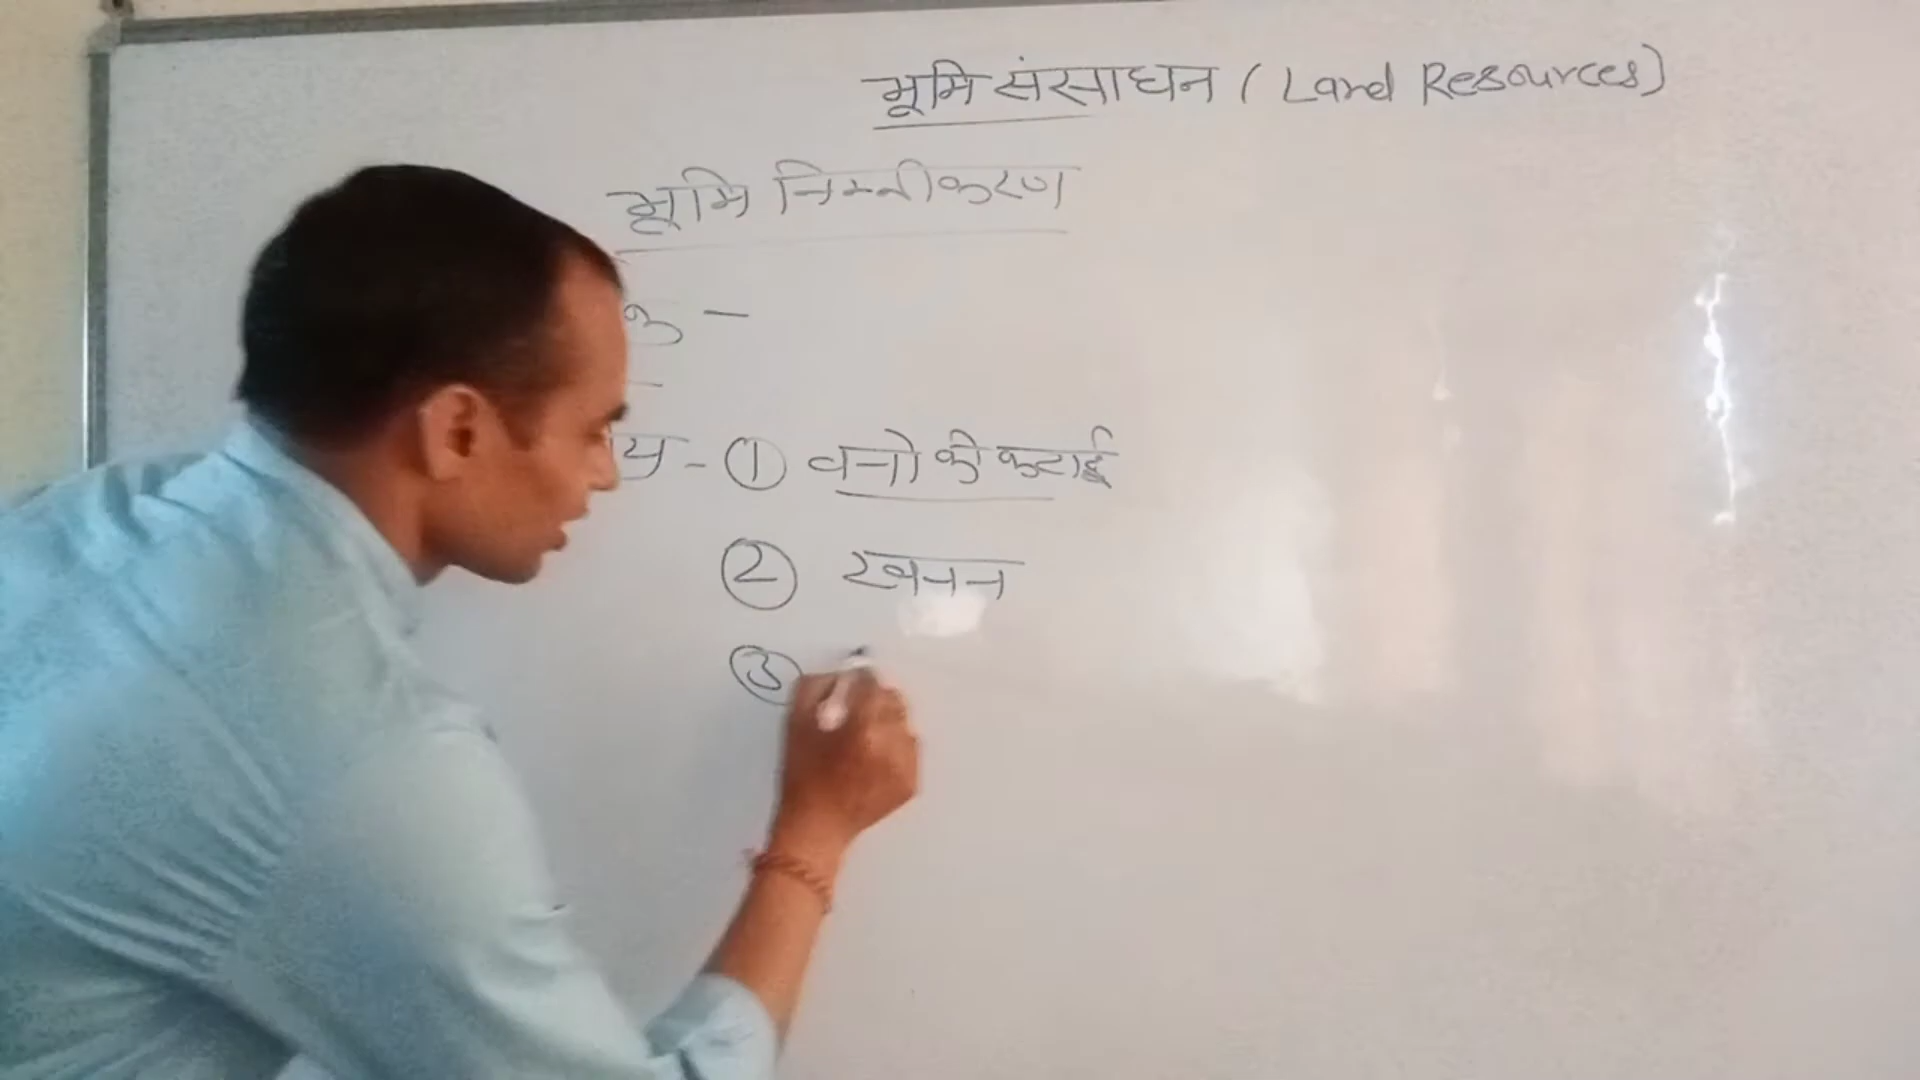 भूमि संसाधन ( Land Resources)
भूमि निम्नीकरण
-
-
- ① वनो की कटाई
② खनन
③